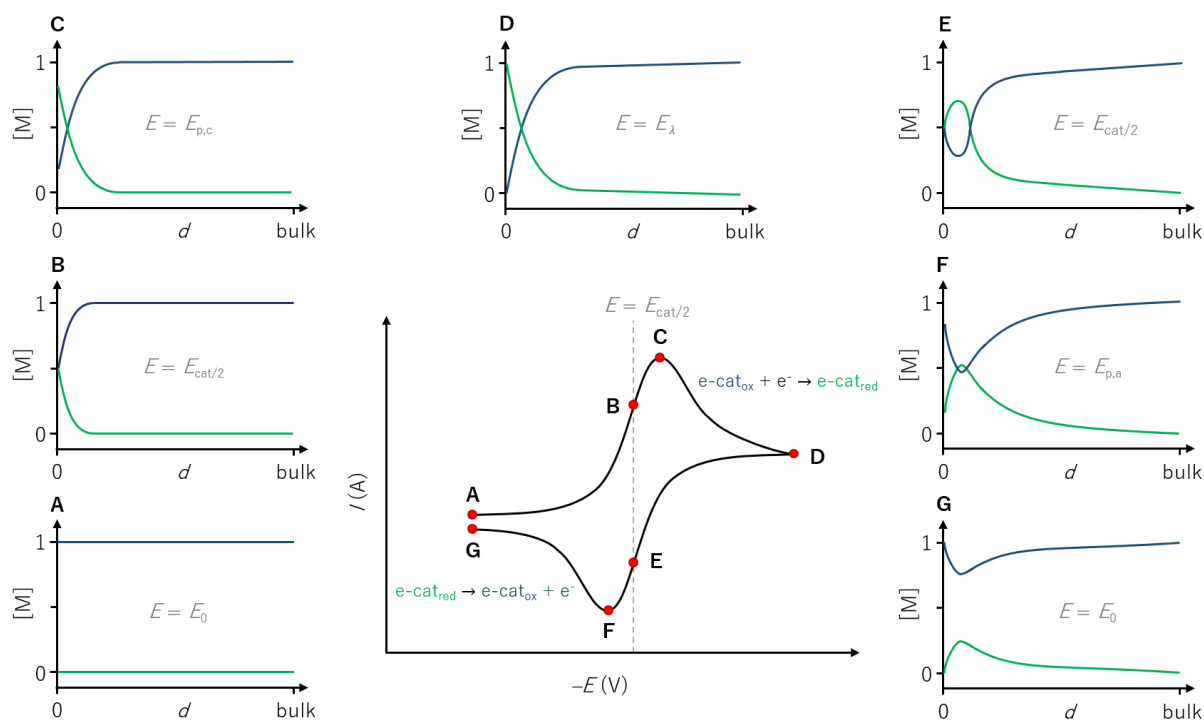 C
1
[M]
E = Ep,c
0
0
d
bulk
D
1
[M]
E = Eλ
0
0
d
bulk
E
1
[M]
E = Ecat/2
0
0
d
bulk
B
1
[M]
E = Ecat/2
0
0
d
bulk
F
1
[M]
E = Ep,a
0
0
d
bulk
A
1
[M]
E = E0
0
0
d
bulk
G
1
[M]
E = E0
0
0
d
bulk
E = Ecat/2
C
e-catox + e- → e-catred
B
D
A
I (A)
G
E
e-catred → e-catox + e-
F
–E (V)